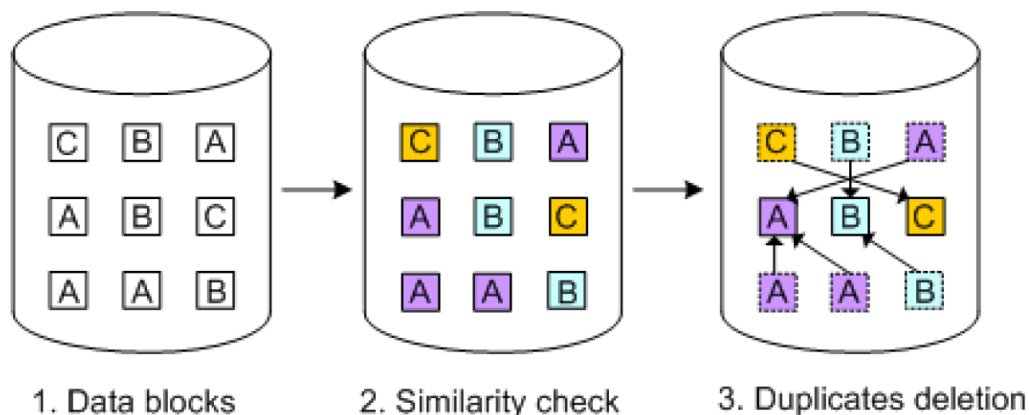 C B A
A B C
A A B
1. Data blocks
C B A
A B C
A A B
2. Similarity check
C B A
A B C
A A B
3. Duplicates deletion